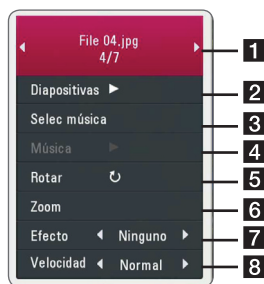 File 04.jpg
4/7
1
Diapositivas
2
Selec música
3
Música
4
Rotar
5
Zoom
6
Efecto Ninguno
7
Velocidad Normal
8